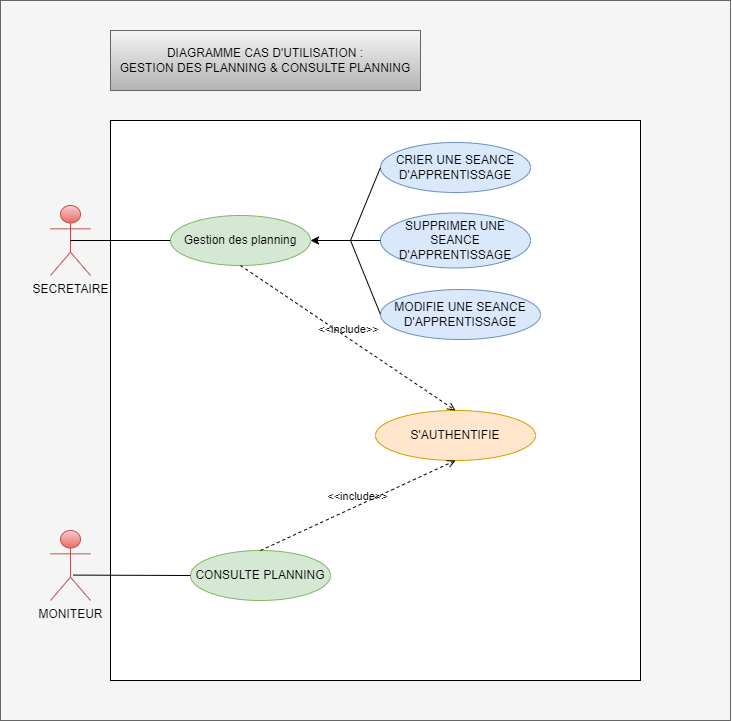 DIAGRAMME CAS D'UTILISATION :
GESTION DES PLANNING & CONSULTE PLANNING
CRIER UNE SEANCE
D'APPRENTISSAGE
SUPPRIMER UNE
SEANCE
D'APPRENTISSAGE
Gestion des planning
SECRETAIRE
MODIFIE UNE SEANCE
D'APPRENTISSAGE
<<include>>
S'AUTHENTIFIE
<<include>>
CONSULTE PLANNING
MONITEUR